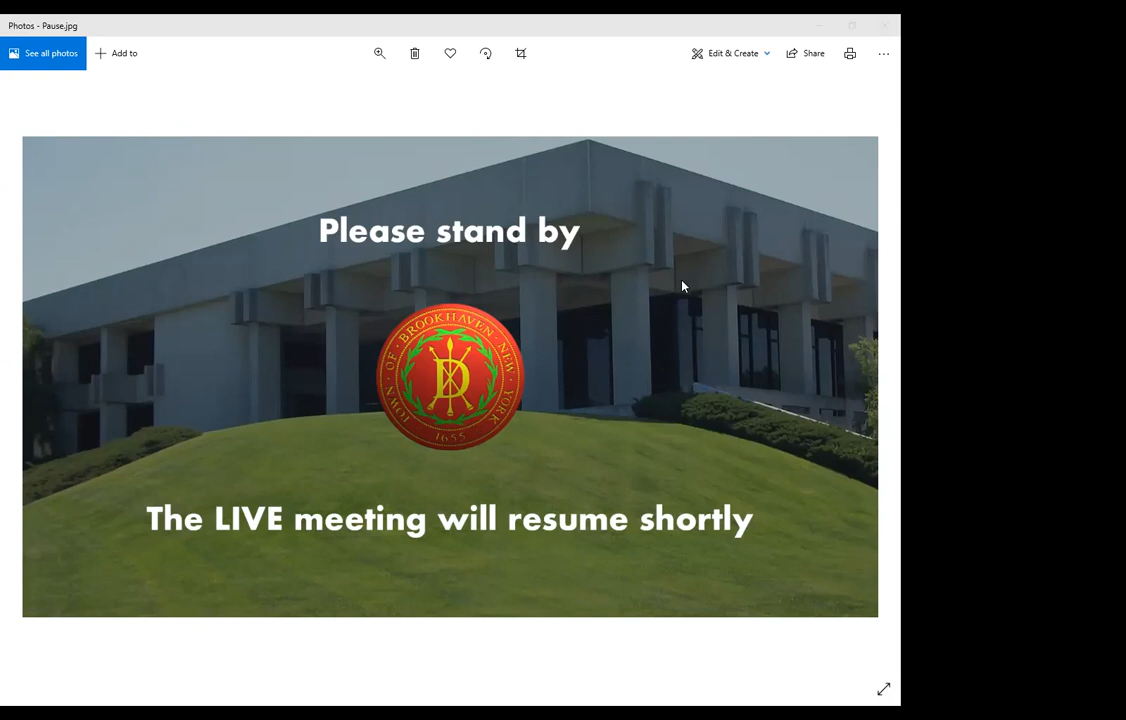 Photos - Pause.jpg
See all photos
Add to
Edit & Create
Share
Please stand by
TOWN · OF · BROOKHAVEN · NEW · YORK
D
1655
The LIVE meeting will resume shortly